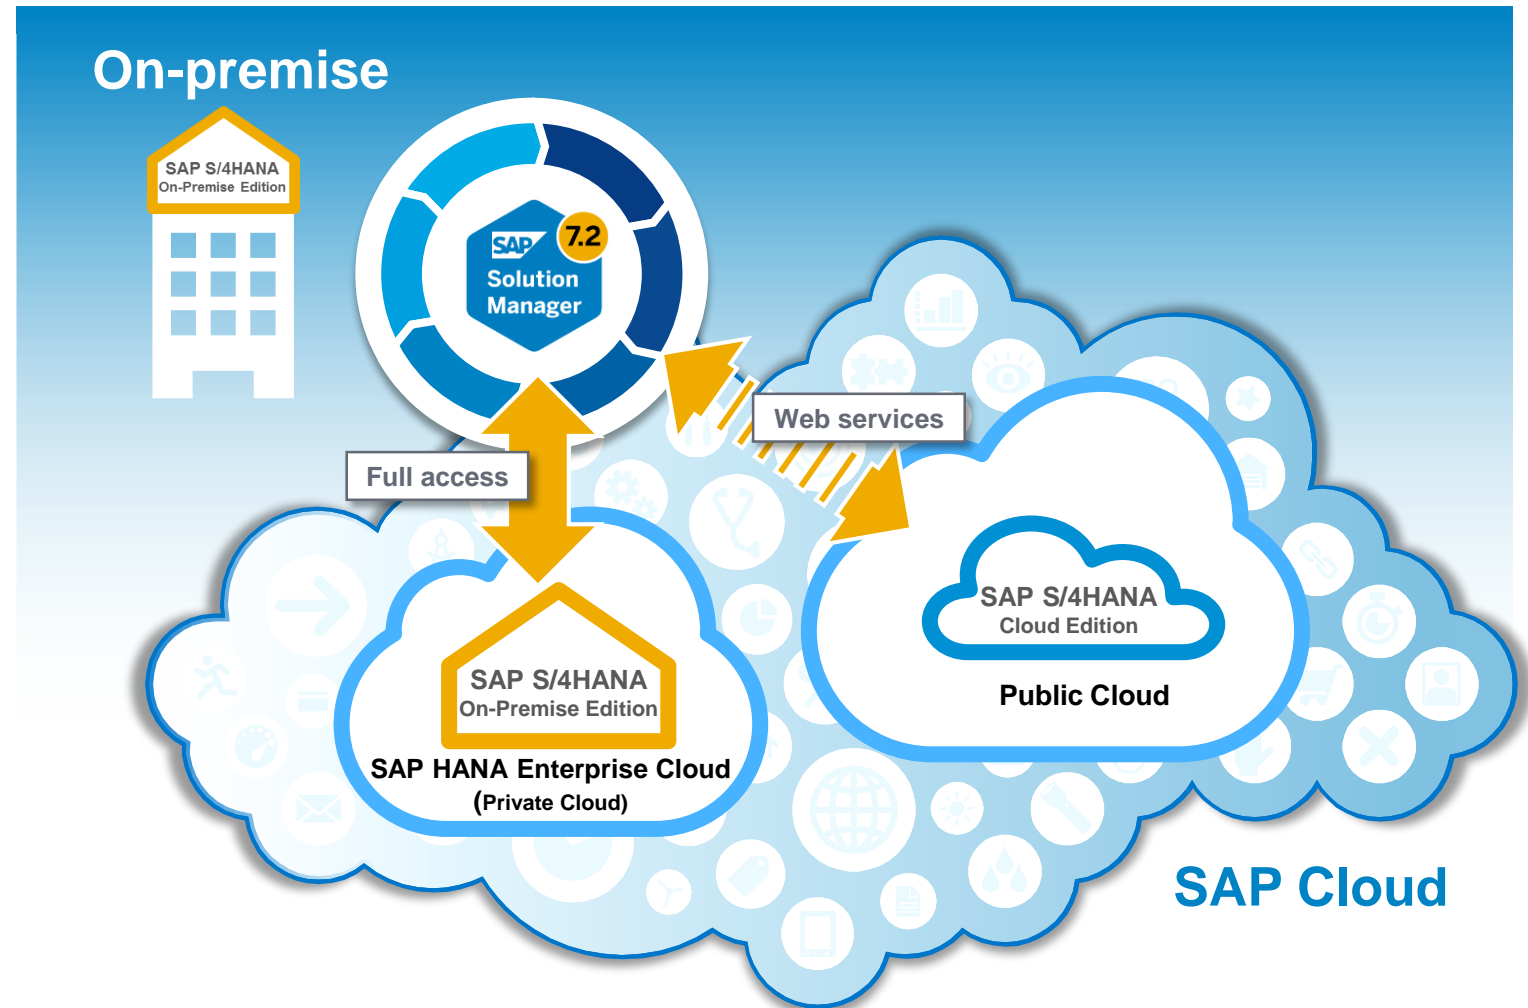 On-premise
SAP S/4HANA
On-Premise Edition
SAP 7.2
Solution
Manager
Web services
Full access
SAP S/4HANA
Cloud Edition
Public Cloud
SAP S/4HANA
On-Premise Edition
SAP HANA Enterprise Cloud
(Private Cloud)
SAP Cloud